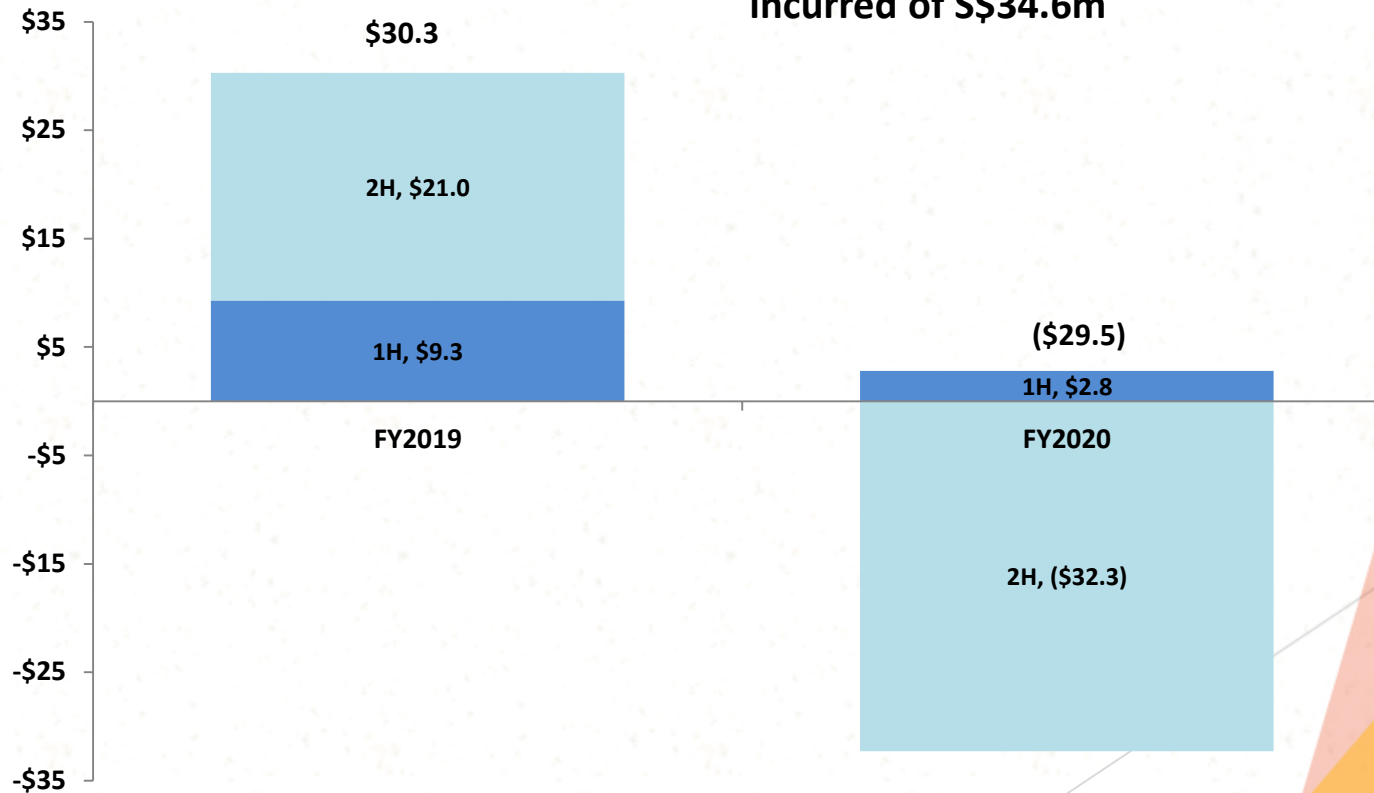 incurred of S$34.6m
$35
$25
$15
$5
-$5
-$15
-$25
-$35
$30.3
2H, $21.0
1H, $9.3
FY2019
($29.5)
1H, $2.8
FY2020
2H, ($32.3)